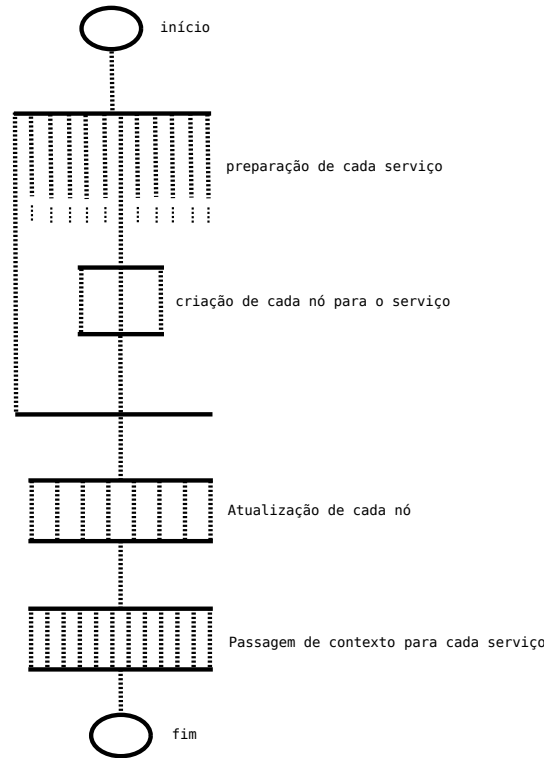 início
preparação de cada serviço
criação de cada nó para o serviço
Atualização de cada nó
Passagem de contexto para cada serviço
fim